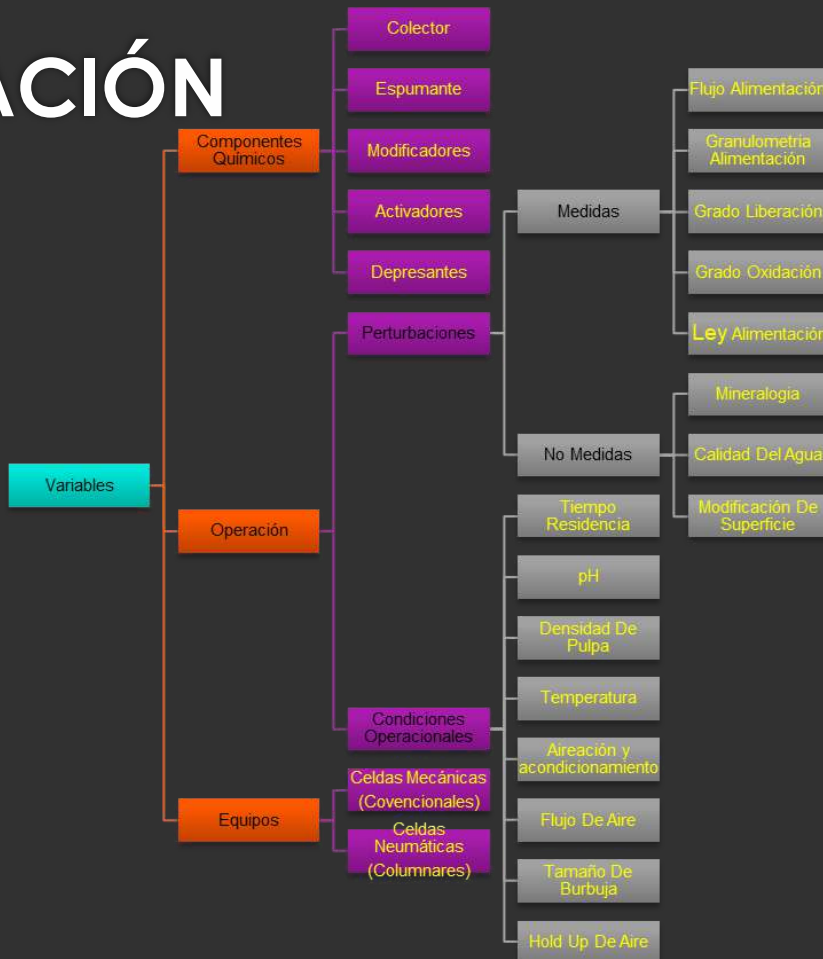 ACIÓN
Variables
Componentes
Químicos
Colector
Espumante
Modificadores
Activadores
Depresantes
Operación
Perturbaciones
Medidas
Flujo Alimentación
Granulometria
Alimentación
Grado Liberación
Grado Oxidación
Ley Alimentación
No Medidas
Mineralogia
Calidad Del Agua
Modificación De
Superficie
Condiciones
Operacionales
Tiempo
Residencia
pH
Densidad De
Pulpa
Temperatura
Aireación y
acondicionamiento
Flujo De Aire
Tamaño De
Burbuja
Hold Up De Aire
Equipos
Celdas Mecánicas
(Covencionales)
Celdas
Neumáticas
(Columnares)